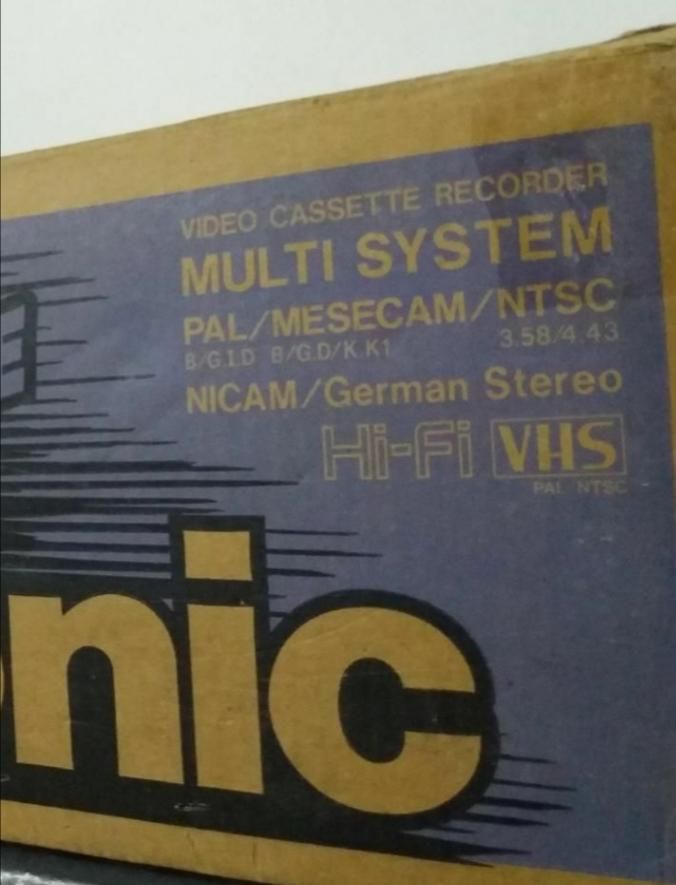 VIDEO CASSETTE RECORDER
MULTI SYSTEM
PAL/MESECAM/NTSC
B/G.I.D B/G.D/K.K1 3.58/4.43
NICAM/German Stereo
Hi-Fi VHS
PAL NTSC
nic